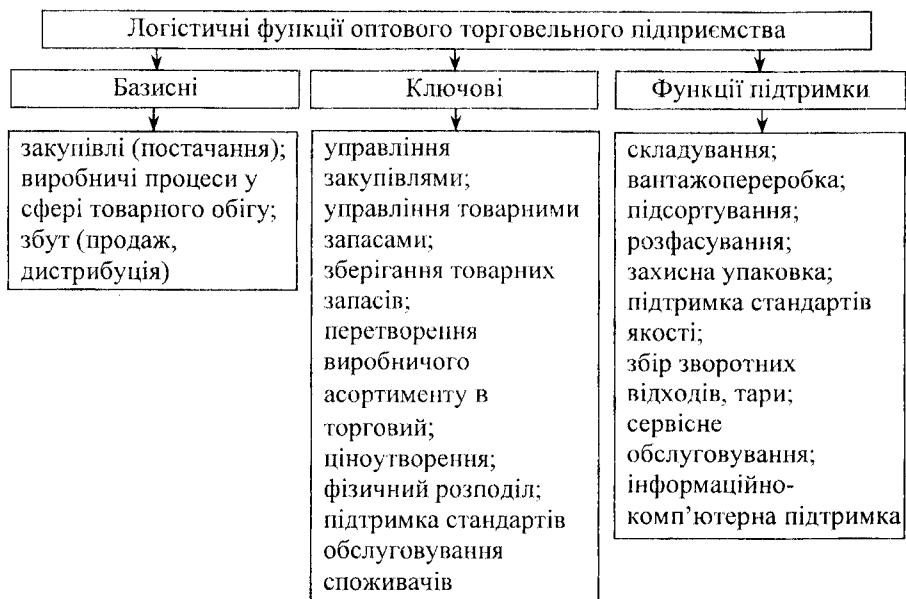 Логістичні функції оптового торговельного підприємства
Базисні
закупівлі (постачання);
виробничі процеси у
сфері товарного обігу;
збут (продаж,
дистрибуція)
Ключові
управління
закупівлями;
управління товарними
запасами;
зберігання товарних
запасів;
перетворення
виробничого
асортименту в
торговий;
ціноутворення;
фізичний розподіл;
підтримка стандартів
обслуговування
споживачів
Функції підтримки
складування;
вантажопереробка;
підсортування;
розфасування;
захисна упаковка;
підтримка стандартів
якості;
збір зворотних
відходів, тари;
сервісне
обслуговування;
інформаційно-
комп’ютерна підтримка